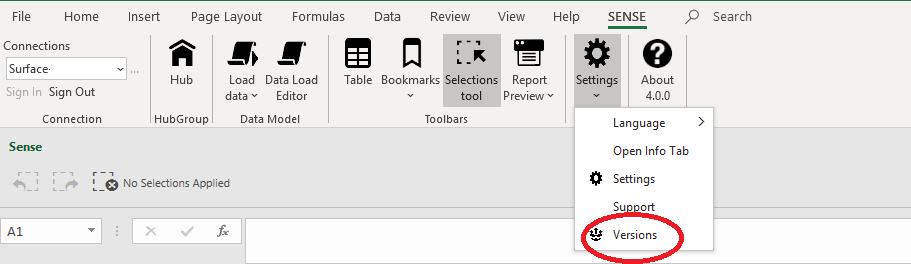 File Home Insert Page Layout Formulas Data Review View Help SENSE Search
Connections
Surface·
...
Sign In Sign Out
Connection
Hub
HubGroup
Load data
Data Load Editor
Data Model
Table
Bookmarks
Selections tool
Report Preview
Toolbars
Settings
About 4.0.0
Language
Open Info Tab
Settings
Support
Versions
Sense
No Selections Applied
A1
fx